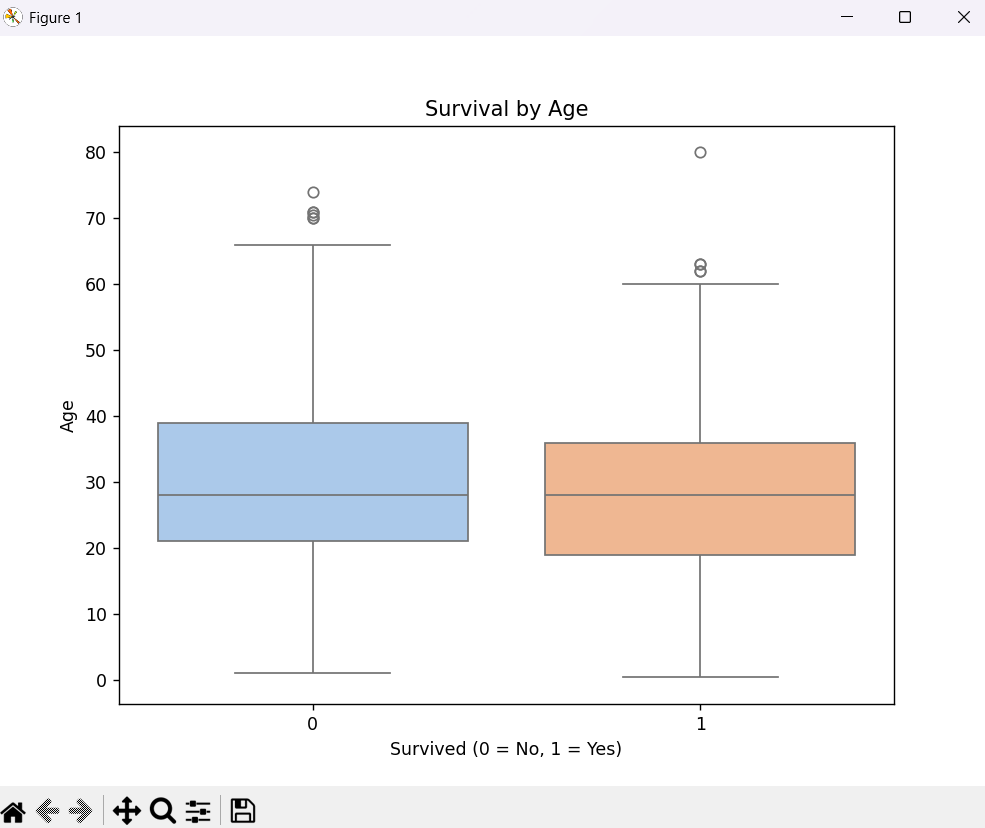 Figure 1
Survival by Age
80
70
60
50
40
30
20
10
0
Age
0 1
Survived (0 = No, 1 = Yes)